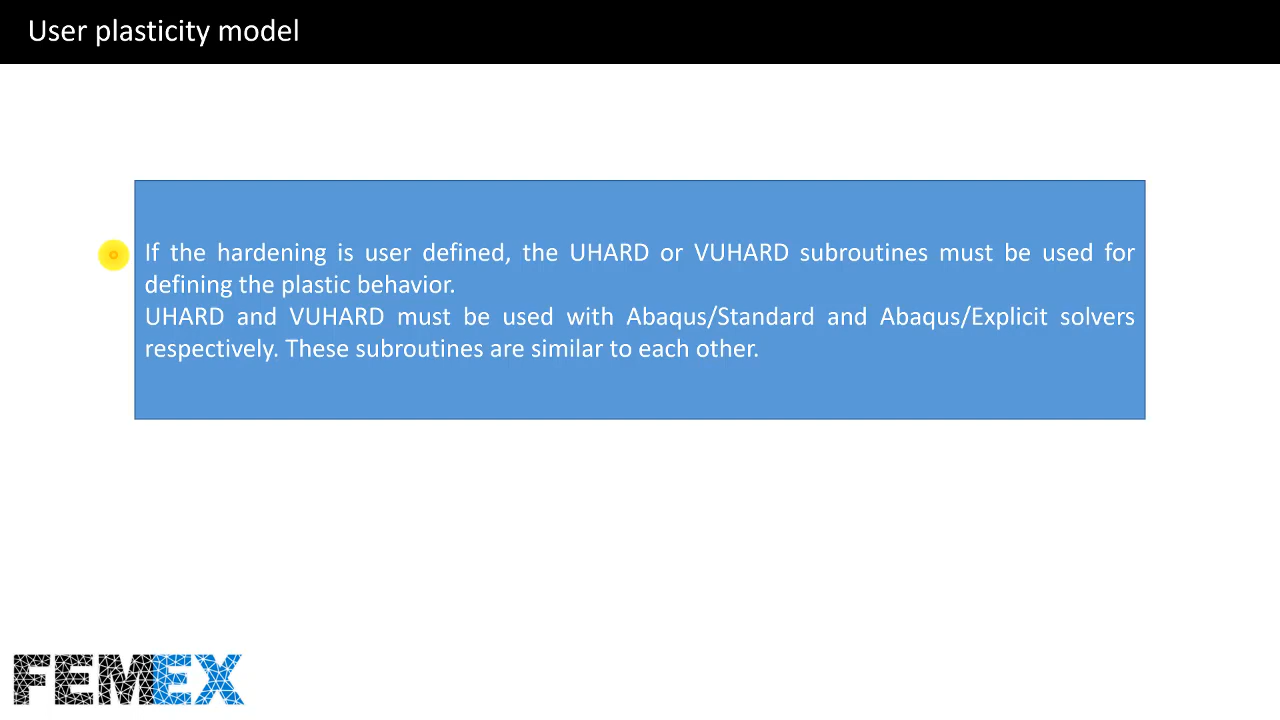 User plasticity model
If the hardening is user defined, the UHARD or VUHARD subroutines must be used for
defining the plastic behavior.
UHARD and VUHARD must be used with Abaqus/Standard and Abaqus/Explicit solvers
respectively. These subroutines are similar to each other.
FEMEX